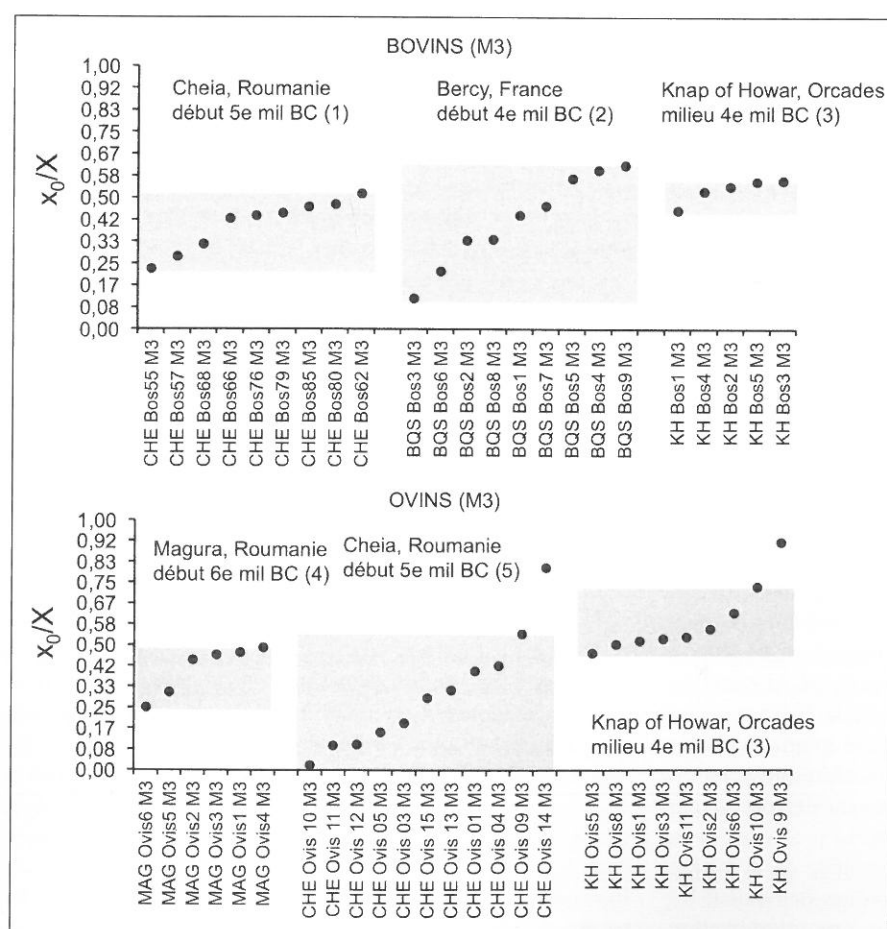 BOVINS (M3)
x0/X
1,00
0,92
0,83
0,75
0,67
0,58
0,50
0,42
0,33
0,25
0,17
0,08
0,00
Cheia, Roumanie
début 5e mil BC (1)
Bercy, France
début 4e mil BC (2)
Knap of Howar, Orcades
milieu 4e mil BC (3)
CHE Bos55 M3
CHE Bos57 M3
CHE Bos68 M3
CHE Bos66 M3
CHE Bos76 M3
CHE Bos79 M3
CHE Bos85 M3
CHE Bos80 M3
CHE Bos62 M3
BQS Bos3 M3
BQS Bos6 M3
BQS Bos2 M3
BQS Bos8 M3
BQS Bos1 M3
BQS Bos7 M3
BQS Bos5 M3
BQS Bos4 M3
BQS Bos9 M3
KH Bos1 M3
KH Bos4 M3
KH Bos2 M3
KH Bos5 M3
KH Bos3 M3
OVINS (M3)
x0/X
1,00
0,92
0,83
0,75
0,67
0,58
0,50
0,42
0,33
0,25
0,17
0,08
0,00
Magura, Roumanie
début 6e mil BC (4)
Cheia, Roumanie
début 5e mil BC (5)
Knap of Howar, Orcades
milieu 4e mil BC (3)
MAG Ovis6 M3
MAG Ovis5 M3
MAG Ovis2 M3
MAG Ovis3 M3
MAG Ovis1 M3
MAG Ovis4 M3
CHE Ovis 10 M3
CHE Ovis 11 M3
CHE Ovis 12 M3
CHE Ovis 05 M3
CHE Ovis 03 M3
CHE Ovis 15 M3
CHE Ovis 13 M3
CHE Ovis 01 M3
CHE Ovis 04 M3
CHE Ovis 09 M3
CHE Ovis 14 M3
KH Ovis5 M3
KH Ovis8 M3
KH Ovis1 M3
KH Ovis3 M3
KH Ovis11 M3
KH Ovis2 M3
KH Ovis6 M3
KH Ovis10 M3
KH Ovis 9 M3